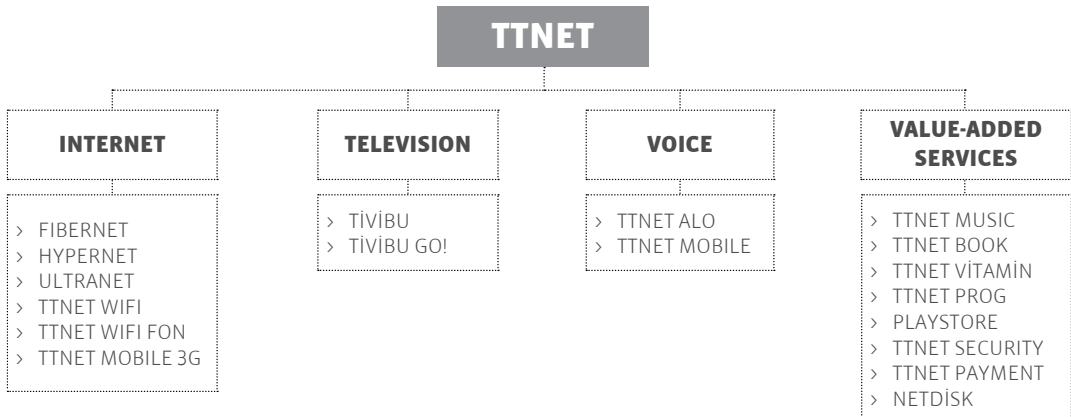 TTNET
INTERNET
> FIBERNET
> HYPERNET
> ULTRANET
> TTNET WIFI
> TTNET WIFI FON
> TTNET MOBILE 3G
TELEVISION
> TİVİBU
> TİVİBU GO!
VOICE
> TTNET ALO
> TTNET MOBILE
VALUE-ADDED
SERVICES
> TTNET MUSIC
> TTNET BOOK
> TTNET VİTAMİN
> TTNET PROG
> PLAYSTORE
> TTNET SECURITY
> TTNET PAYMENT
> NETDİSK